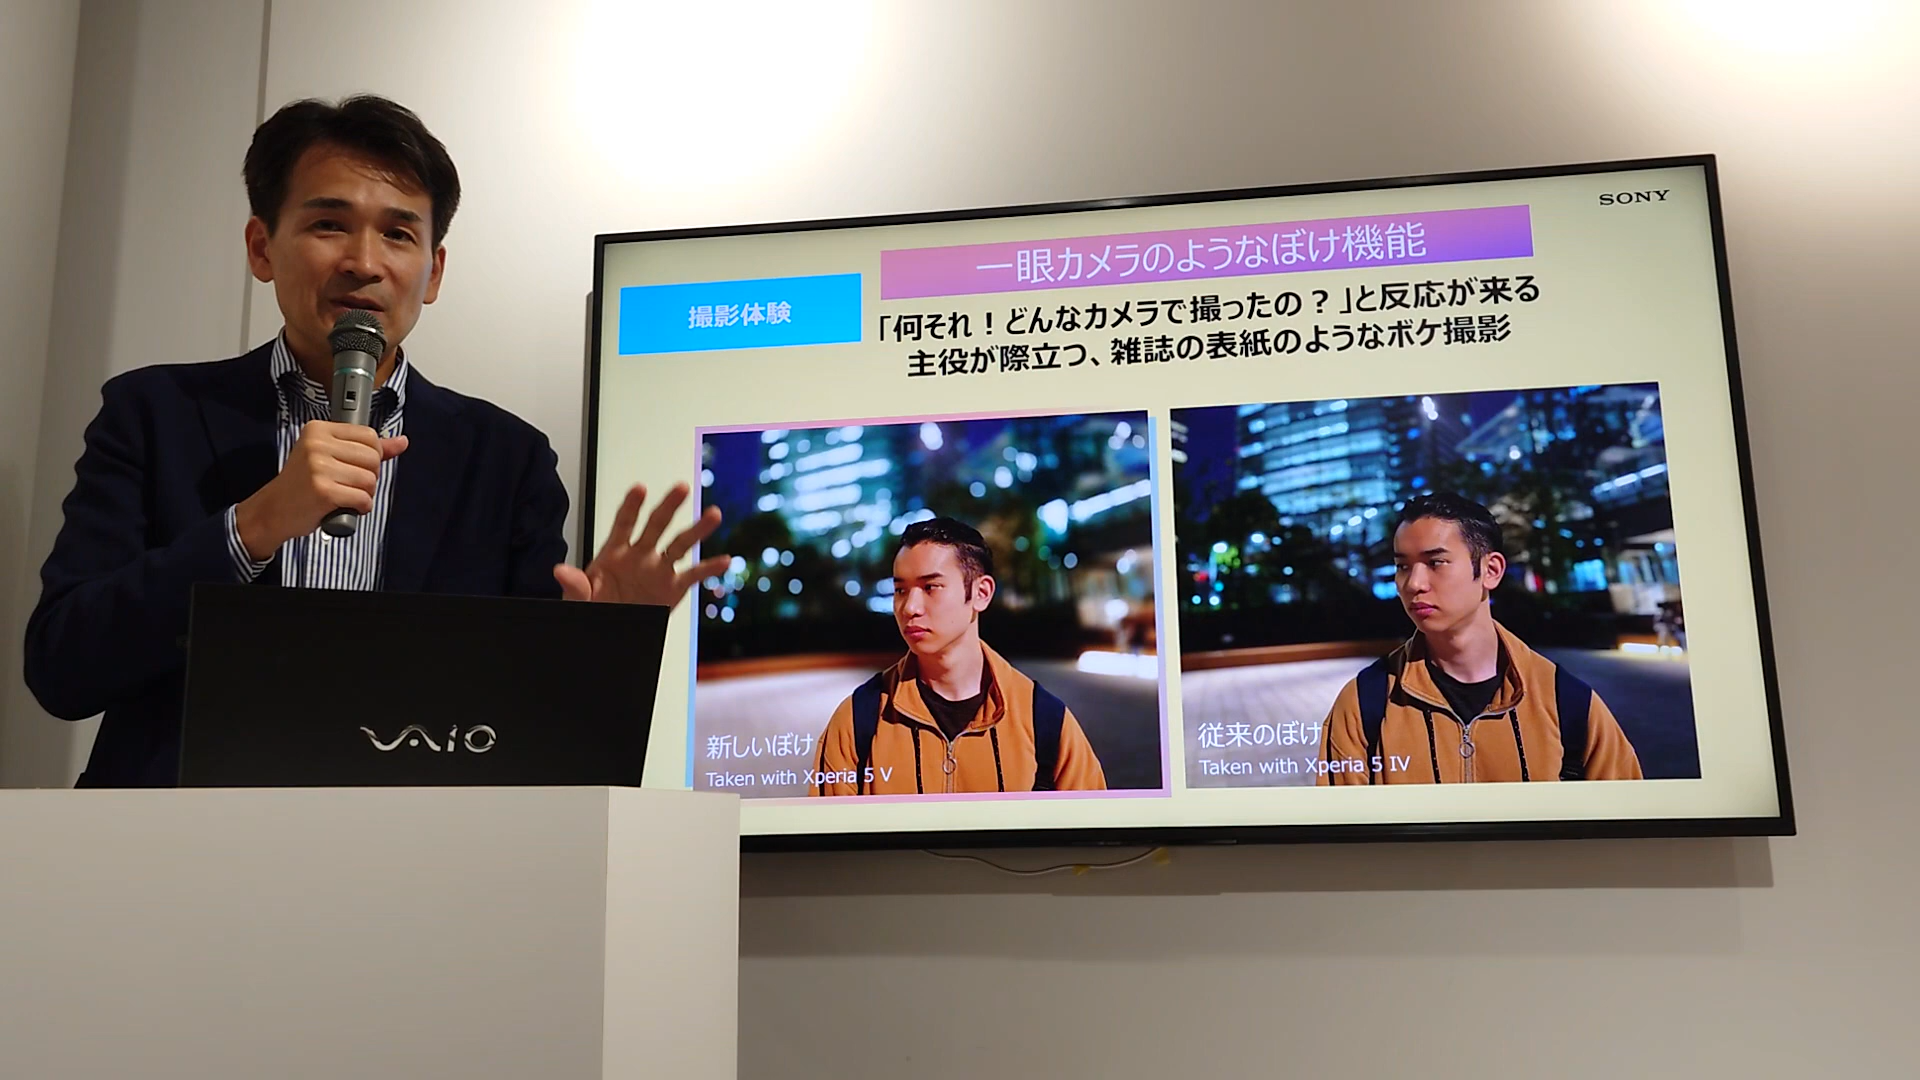 SONY
一眼カメラのようなぼけ機能
撮影体験
「何それ！どんなカメラで撮ったの？」と反応が来る
主役が際立つ、雑誌の表紙のようなボケ撮影
新しいぼけ
Taken with Xperia 5 V
従来のぼけ
Taken with Xperia 5 IV
VAIO